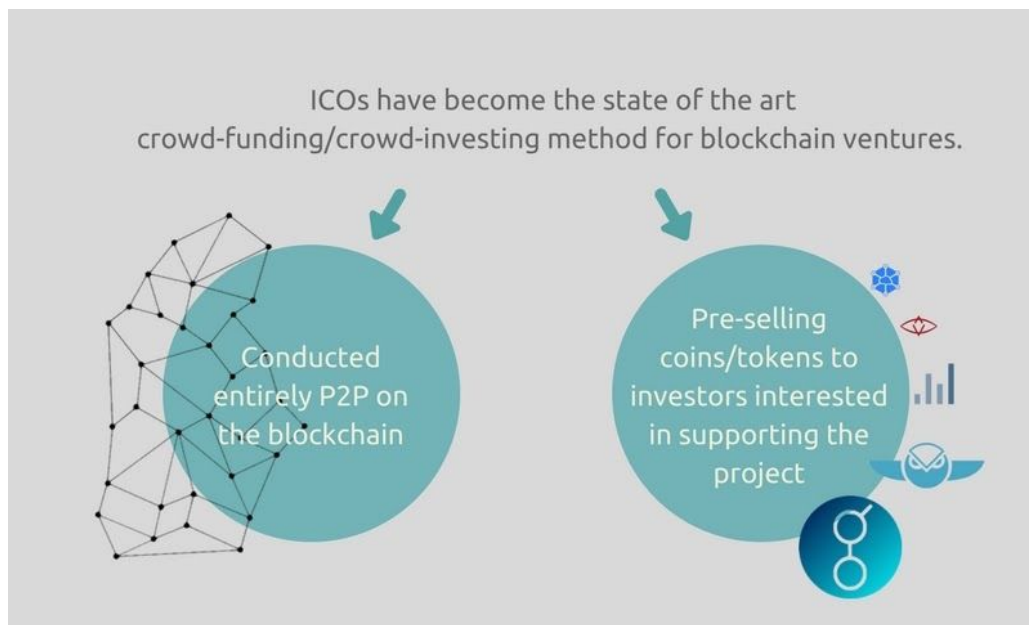 ICOs have become the state of the art
crowd-funding/crowd-investing method for blockchain ventures.
Conducted
entirely P2P on
the blockchain
Pre-selling
coins/tokens to
investors interested
in supporting the
project